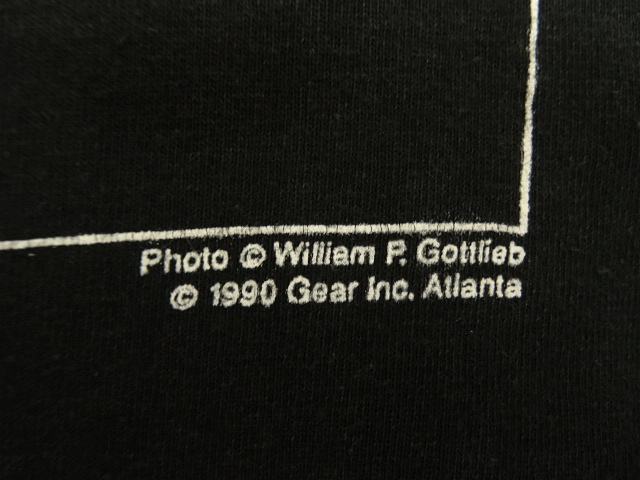 Photo © William P. Gottlieb
© 1990 Gear Inc. Atlanta